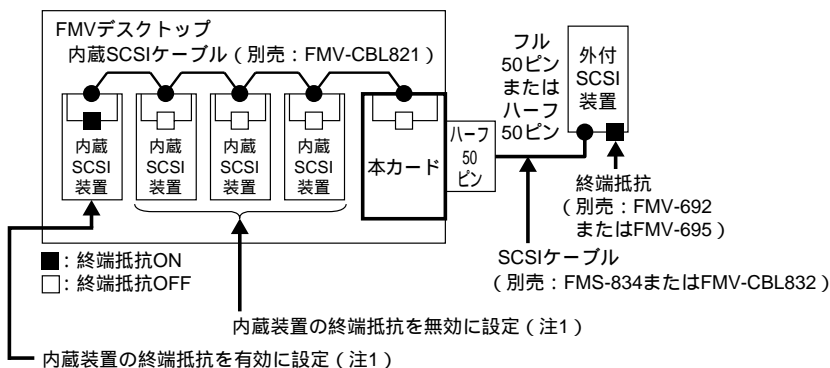 FMVデスクトップ
内蔵SCSIケーブル(別売:FMV-CBL821)
内蔵
SCSI
装置
内蔵
SCSI
装置
内蔵
SCSI
装置
内蔵
SCSI
装置
本カード
ハーフ
50
ピン
フル
50ピン
または
ハーフ
50ピン
外付
SCSI
装置
終端抵抗
(別売:FMV-692
またはFMV-695)
SCSIケーブル
(別売:FMS-834またはFMV-CBL832)
■:終端抵抗ON
□:終端抵抗OFF
内蔵装置の終端抵抗を無効に設定(注1)
内蔵装置の終端抵抗を有効に設定(注1)